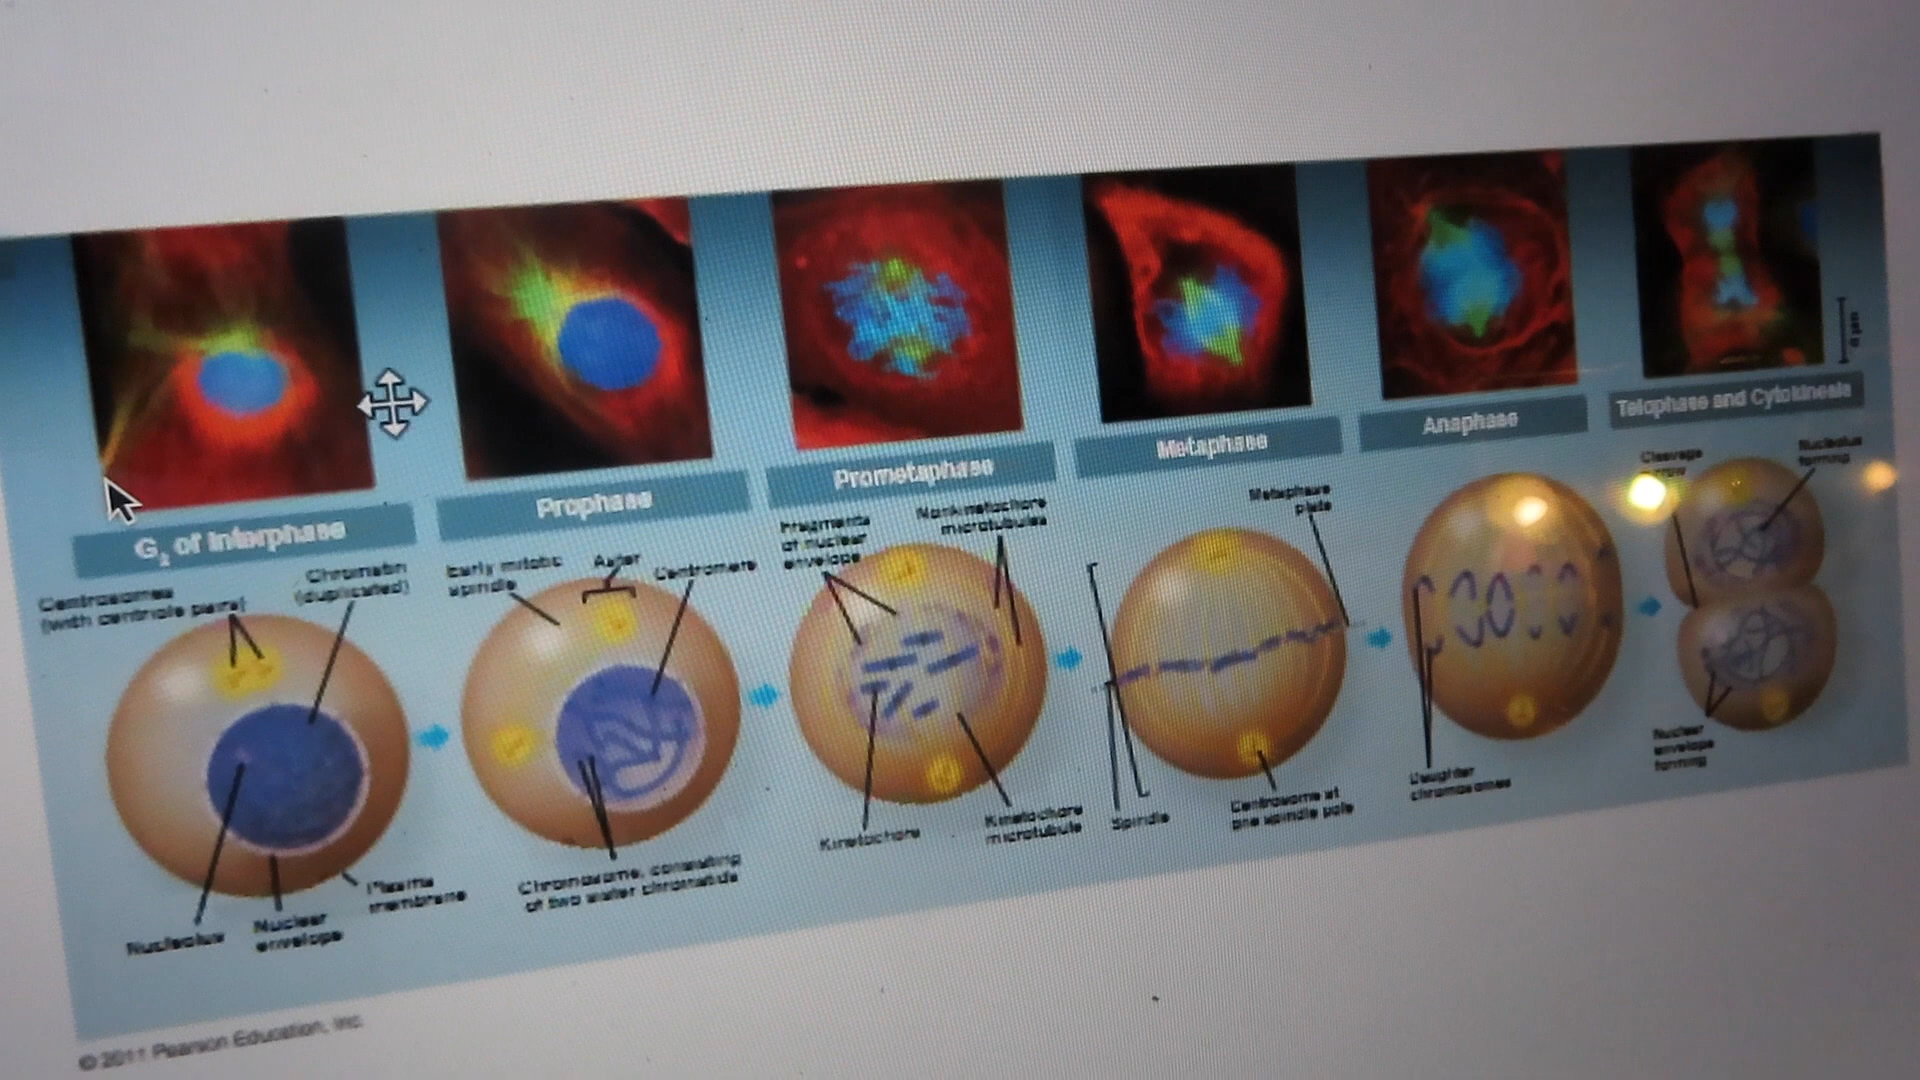 G2 of Interphase
Prophase
Prometaphase
Metaphase
Anaphase
Telophase and Cytokinesis
10 µm
Centrosomes
(with centriole pairs)
Chromatin
(duplicated)
Nucleolus
Nuclear
envelope
Plasma
membrane
Early mitotic
spindle
Aster
Centromere
Chromosome, consisting
of two sister chromatids
Fragments
of nuclear
envelope
Nonkinetochore
microtubules
Kinetochore
Kinetochore
microtubule
Metaphase
plate
Spindle
Centrosome at
one spindle pole
Daughter
chromosomes
Cleavage
furrow
Nucleolus
forming
Nuclear
envelope
forming
© 2011 Pearson Education, Inc.